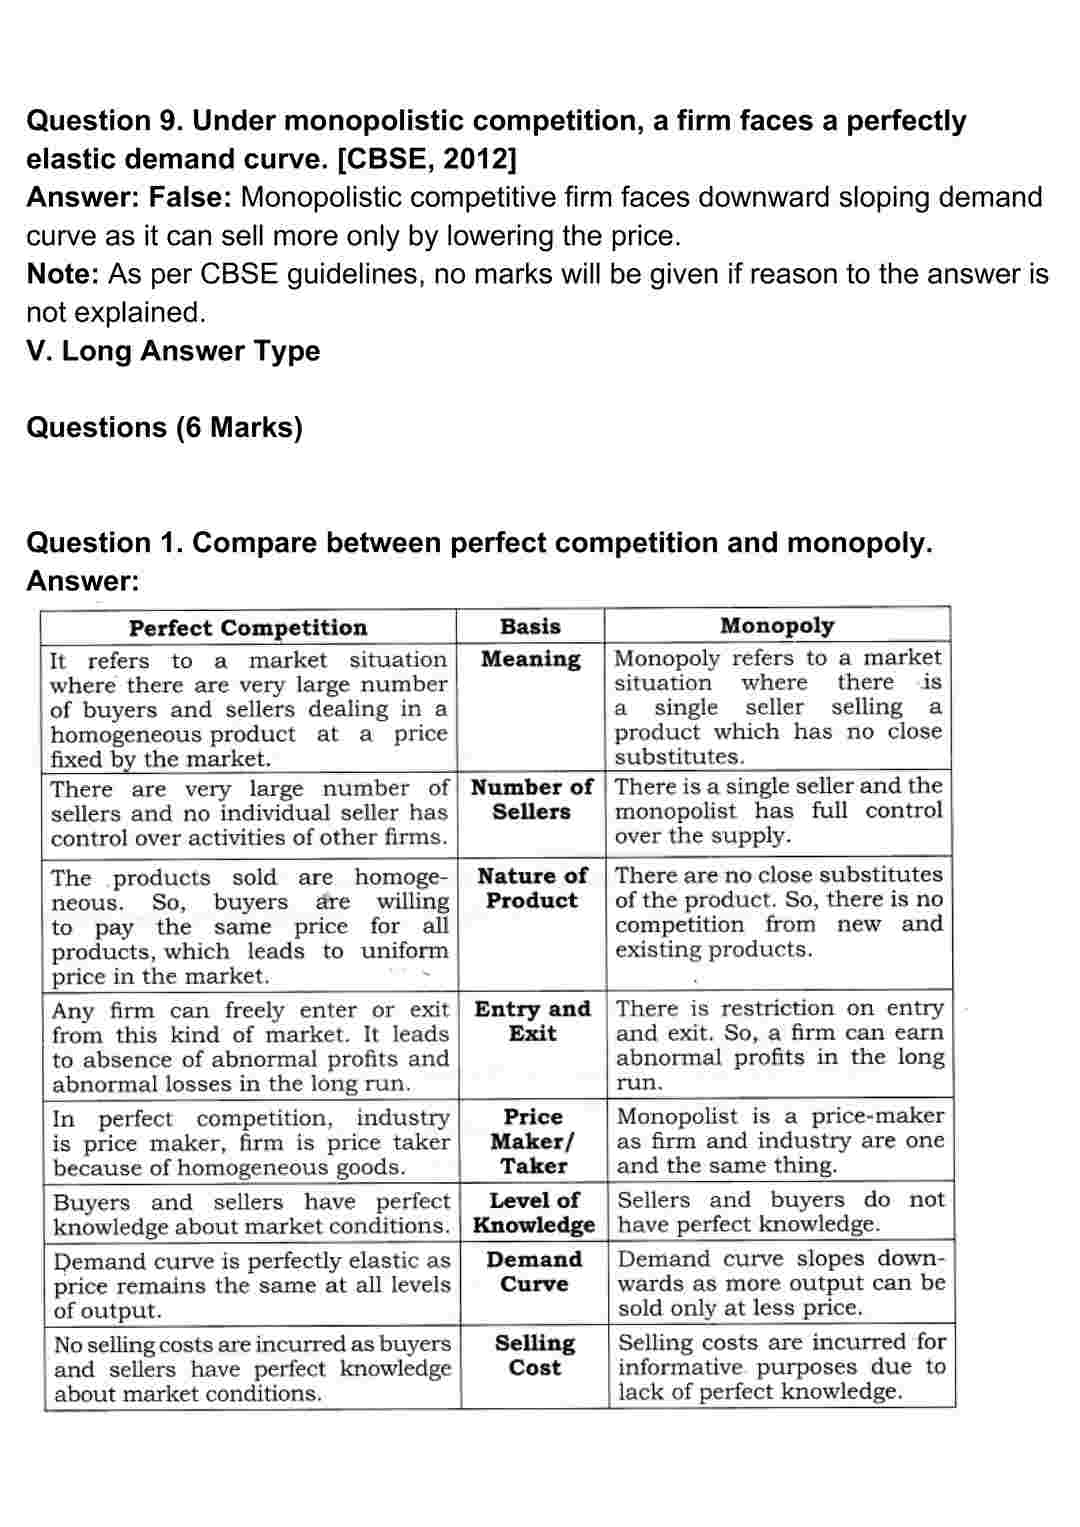 Question 9. Under monopolistic competition, a firm faces a perfectly
elastic demand curve. [CBSE, 2012]
Answer: False: Monopolistic competitive firm faces downward sloping demand
curve as it can sell more only by lowering the price.
Note: As per CBSE guidelines, no marks will be given if reason to the answer is
not explained.
V. Long Answer Type
Questions (6 Marks)
Question 1. Compare between perfect competition and monopoly.
Answer:
Perfect Competition
Basis
Monopoly
It refers to a market situation
where there are very large number
of buyers and sellers dealing in a
homogeneous product at a price
fixed by the market.
Meaning
Monopoly refers to a market
situation where there is
a single seller selling a
product which has no close
substitutes.
There are very large number of
sellers and no individual seller has
control over activities of other firms.
Number of
Sellers
There is a single seller and the
monopolist has full control
over the supply.
The products sold are homoge-
neous. So, buyers are willing
to pay the same price for all
products, which leads to uniform
price in the market.
Nature of
Product
There are no close substitutes
of the product. So, there is no
competition from new and
existing products.
Any firm can freely enter or exit
from this kind of market. It leads
to absence of abnormal profits and
abnormal losses in the long run.
Entry and
Exit
There is restriction on entry
and exit. So, a firm can earn
abnormal profits in the long
run.
In perfect competition, industry
is price maker, firm is price taker
because of homogeneous goods.
Price
Maker/
Taker
Monopolist is a price-maker
as firm and industry are one
and the same thing.
Buyers and sellers have perfect
knowledge about market conditions.
Level of
Knowledge
Sellers and buyers do not
have perfect knowledge.
Demand curve is perfectly elastic as
price remains the same at all levels
of output.
Demand
Curve
Demand curve slopes down-
wards as more output can be
sold only at less price.
No selling costs are incurred as buyers
and sellers have perfect knowledge
about market conditions.
Selling
Cost
Selling costs are incurred for
informative purposes due to
lack of perfect knowledge.